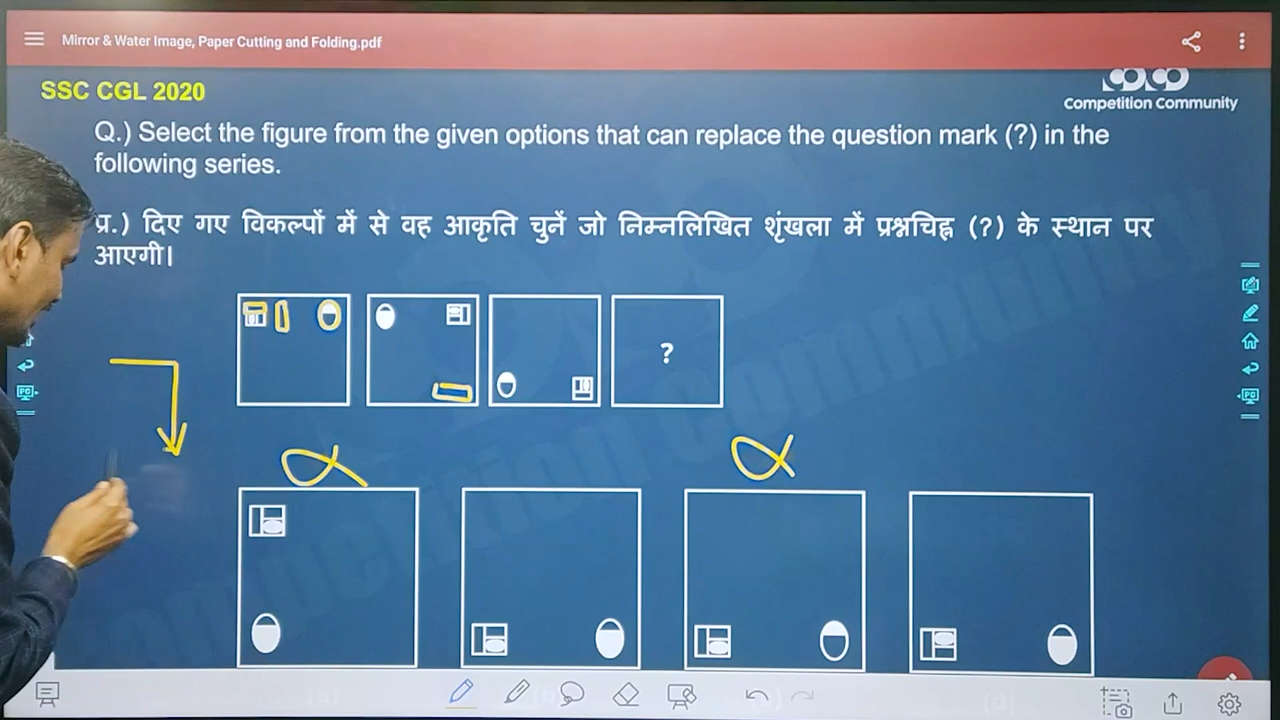 Mirror & Water Image, Paper Cutting and Folding.pdf
SSC CGL 2020
Competition Community
Q.) Select the figure from the given options that can replace the question mark (?) in the
following series.
प्र.) दिए गए विकल्पों में से वह आकृति चुनें जो निम्नलिखित शृंखला में प्रश्नचिह्न (?) के स्थान पर
आएगी।
?